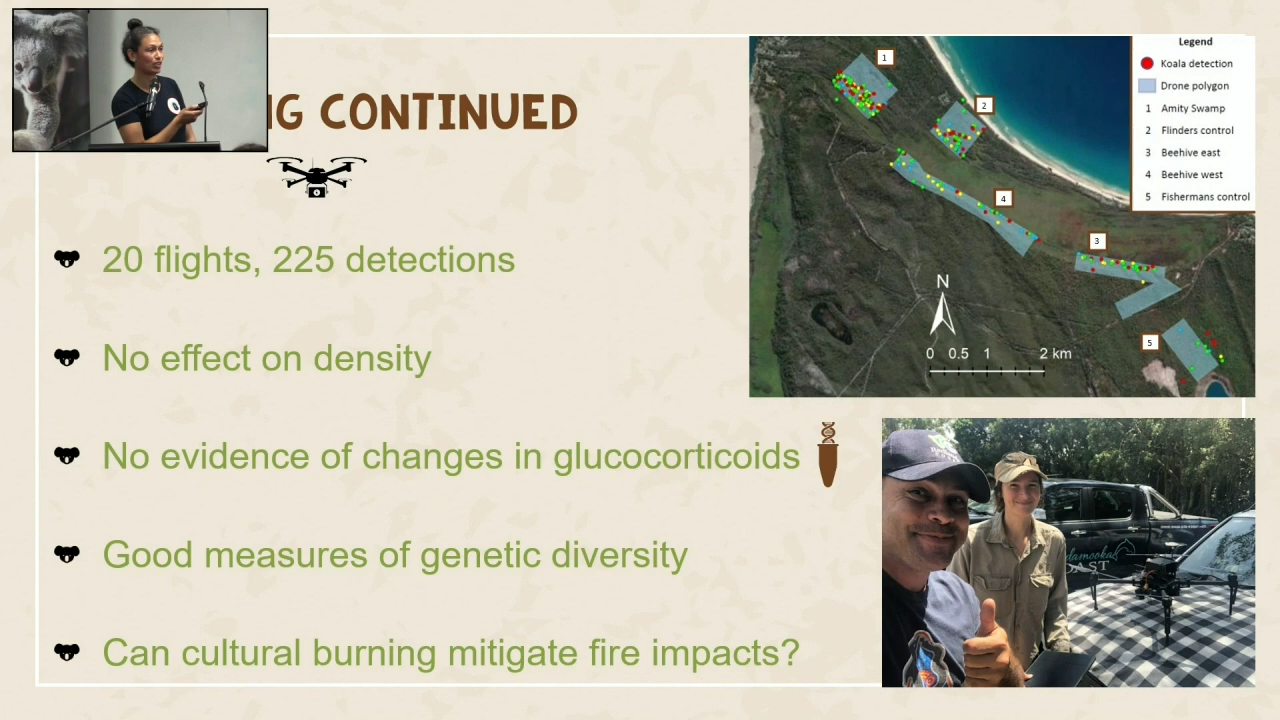 NG CONTINUED
20 flights, 225 detections
No effect on density
No evidence of changes in glucocorticoids
Good measures of genetic diversity
Can cultural burning mitigate fire impacts?
Legend
Koala detection
Drone polygon
1 Amity Swamp
2 Flinders control
3 Beehive east
4 Beehive west
5 Fishermans control
1
2
4
3
5
N
0 0.5 1 2 km